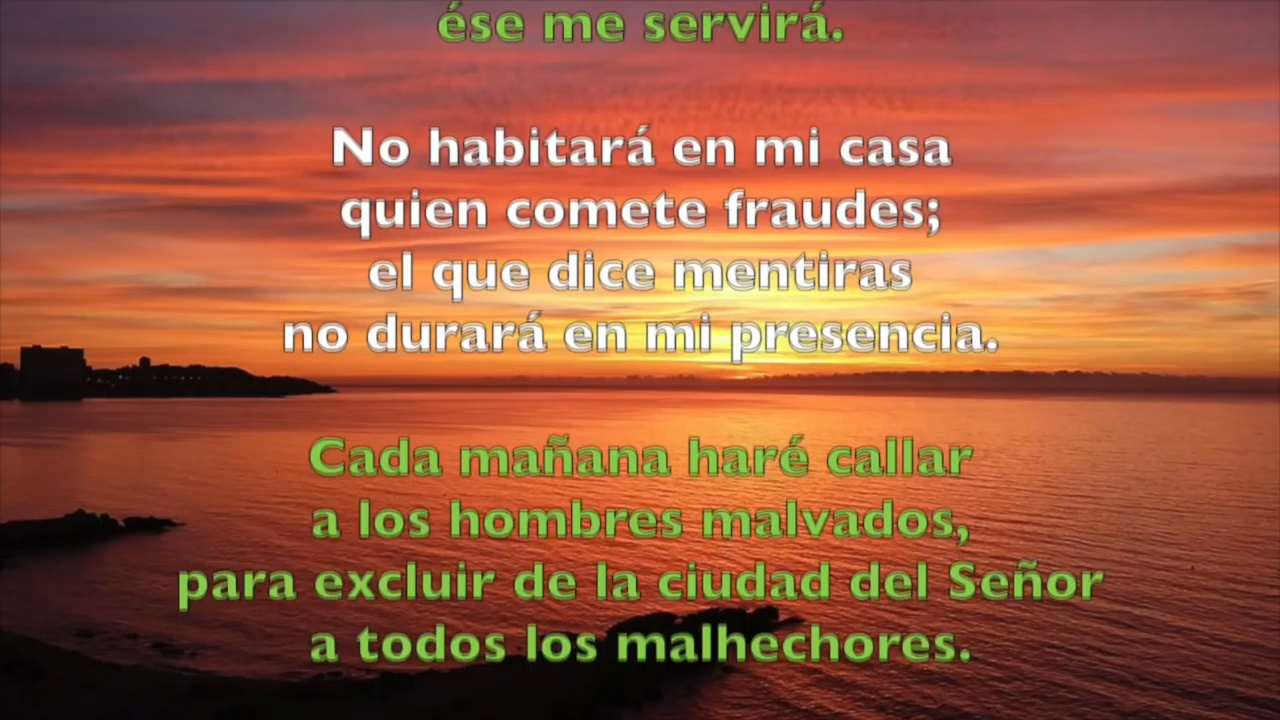 ése me servirá.
No habitará en mi casa
quien comete fraudes;
el que dice mentiras
no durará en mi presencia.
Cada mañana haré callar
a los hombres malvados,
para excluir de la ciudad del Señor
a todos los malhechores.